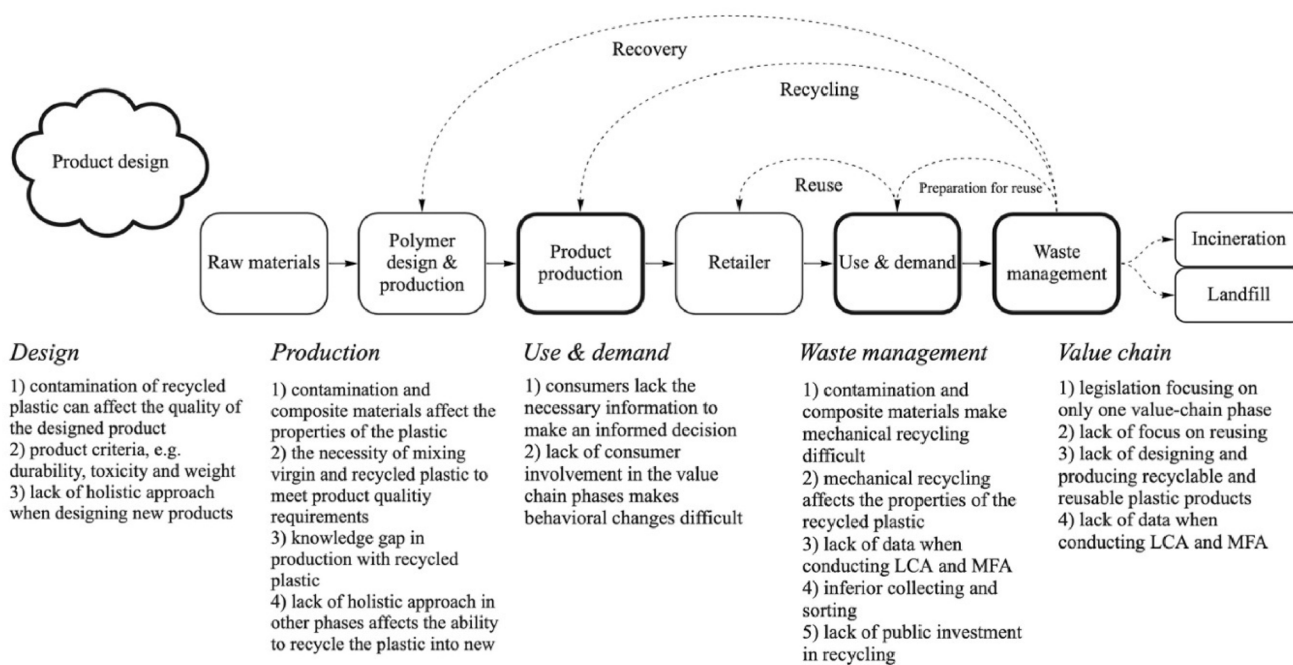 Recovery
Recycling
Product design
Reuse
Preparation for reuse
Raw materials
Polymer
design &
production
Product
production
Retailer
Use & demand
Waste
management
Incineration
Landfill
Design
1) contamination of recycled
plastic can affect the quality of
the designed product
2) product criteria, e.g.
durability, toxicity and weight
3) lack of holistic approach
when designing new products
Production
1) contamination and
composite materials affect the
properties of the plastic
2) the necessity of mixing
virgin and recycled plastic to
meet product qualitiy
requirements
3) knowledge gap in
production with recycled
plastic
4) lack of holistic approach in
other phases affects the ability
to recycle the plastic into new
Use & demand
1) consumers lack the
necessary information to
make an informed decision
2) lack of consumer
involvement in the value
chain phases makes
behavioral changes difficult
Waste management
1) contamination and
composite materials make
mechanical recycling
difficult
2) mechanical recycling
affects the properties of the
recycled plastic
3) lack of data when
conducting LCA and MFA
4) inferior collecting and
sorting
5) lack of public investment
in recycling
Value chain
1) legislation focusing on
only one value-chain phase
2) lack of focus on reusing
3) lack of designing and
producing recyclable and
reusable plastic products
4) lack of data when
conducting LCA and MFA